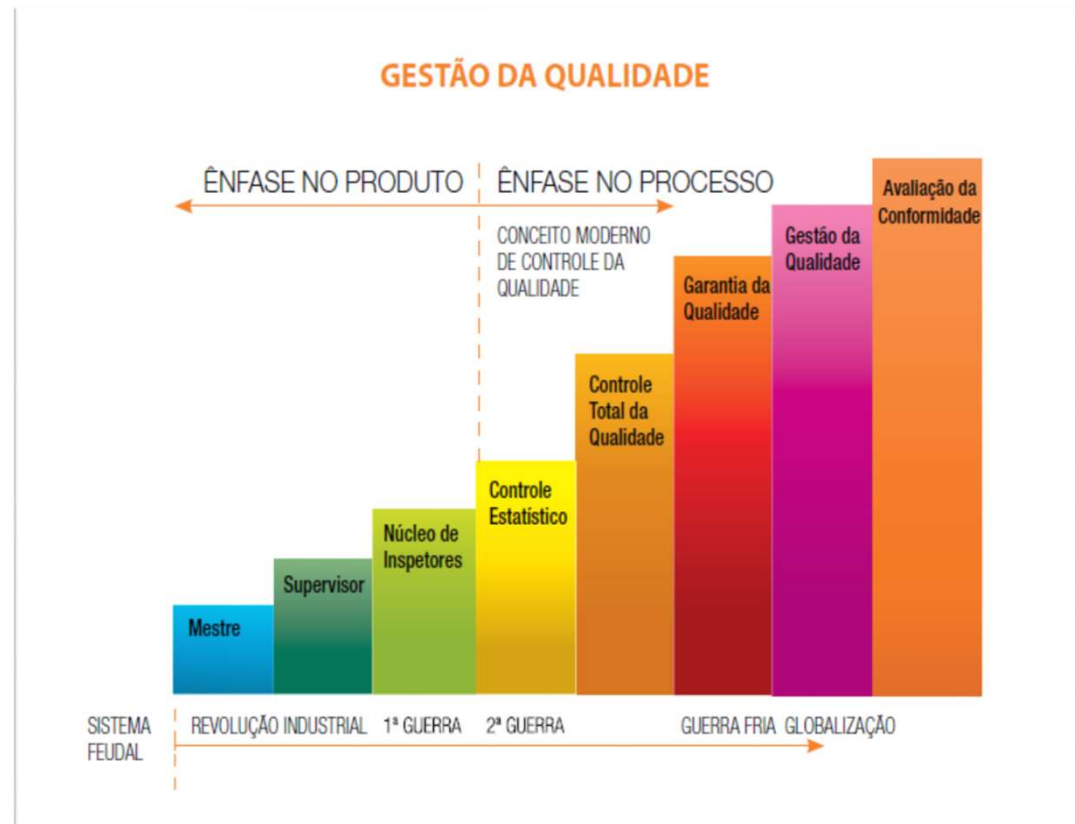 GESTÃO DA QUALIDADE
ÊNFASE NO PRODUTO
ÊNFASE NO PROCESSO
CONCEITO MODERNO
DE CONTROLE DA
QUALIDADE
Mestre
Supervisor
Núcleo de
Inspetores
Controle
Estatístico
Controle
Total da
Qualidade
Garantia da
Qualidade
Gestão da
Qualidade
Avaliação da
Conformidade
SISTEMA
FEUDAL
REVOLUÇÃO INDUSTRIAL
1ª GUERRA
2ª GUERRA
GUERRA FRIA
GLOBALIZAÇÃO